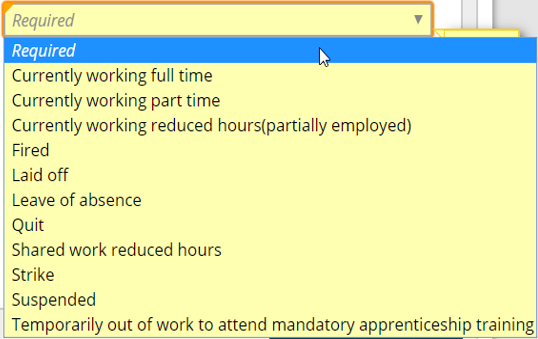 Required
Required
Currently working full time
Currently working part time
Currently working reduced hours(partially employed)
Fired
Laid off
Leave of absence
Quit
Shared work reduced hours
Strike
Suspended
Temporarily out of work to attend mandatory apprenticeship training